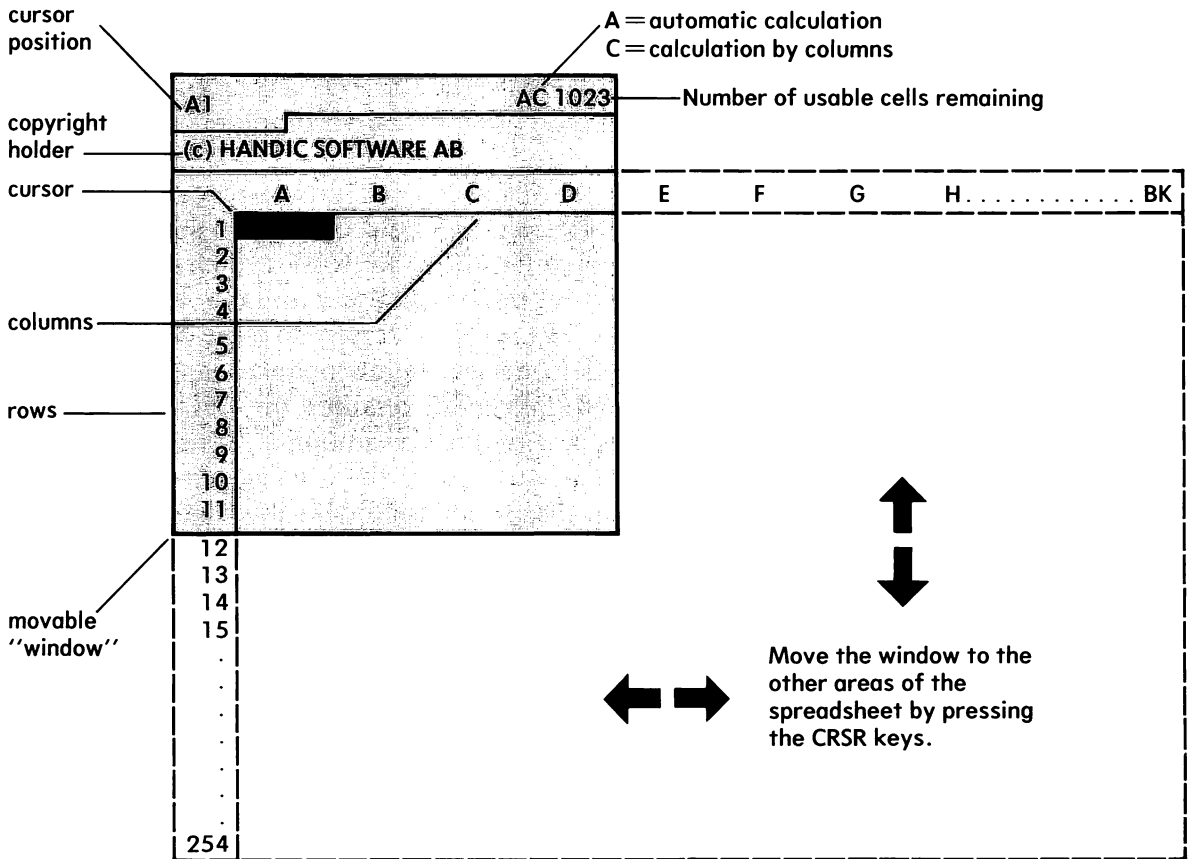 cursor
position
A = automatic calculation
C = calculation by columns
A1
AC 1023
Number of usable cells remaining
copyright
holder
(c) HANDIC SOFTWARE AB
cursor
A B C D E F G H............ BK
1
2
3
4
columns
5
6
7
rows
8
9
10
11
12
13
14
15
movable
"window"
.
.
.
.
.
.
.
254
Move the window to the
other areas of the
spreadsheet by pressing
the CRSR keys.